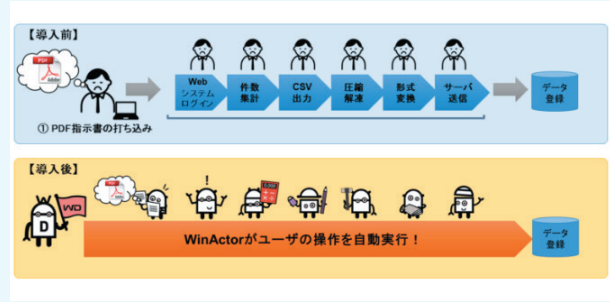 【導入前】
PDF
Adobe
① PDF指示書の打ち込み
Web
システム
ログイン
件数
集計
CSV
出力
圧縮
解凍
形式
変換
サーバ
送信
データ
登録
【導入後】
WD
D
PDF
!
WinActorがユーザの操作を自動実行！
データ
登録